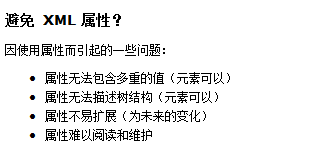 避免 XML 属性？
因使用属性而引起的一些问题：
• 属性无法包含多重的值（元素可以）
• 属性无法描述树结构（元素可以）
• 属性不易扩展（为未来的变化）
• 属性难以阅读和维护